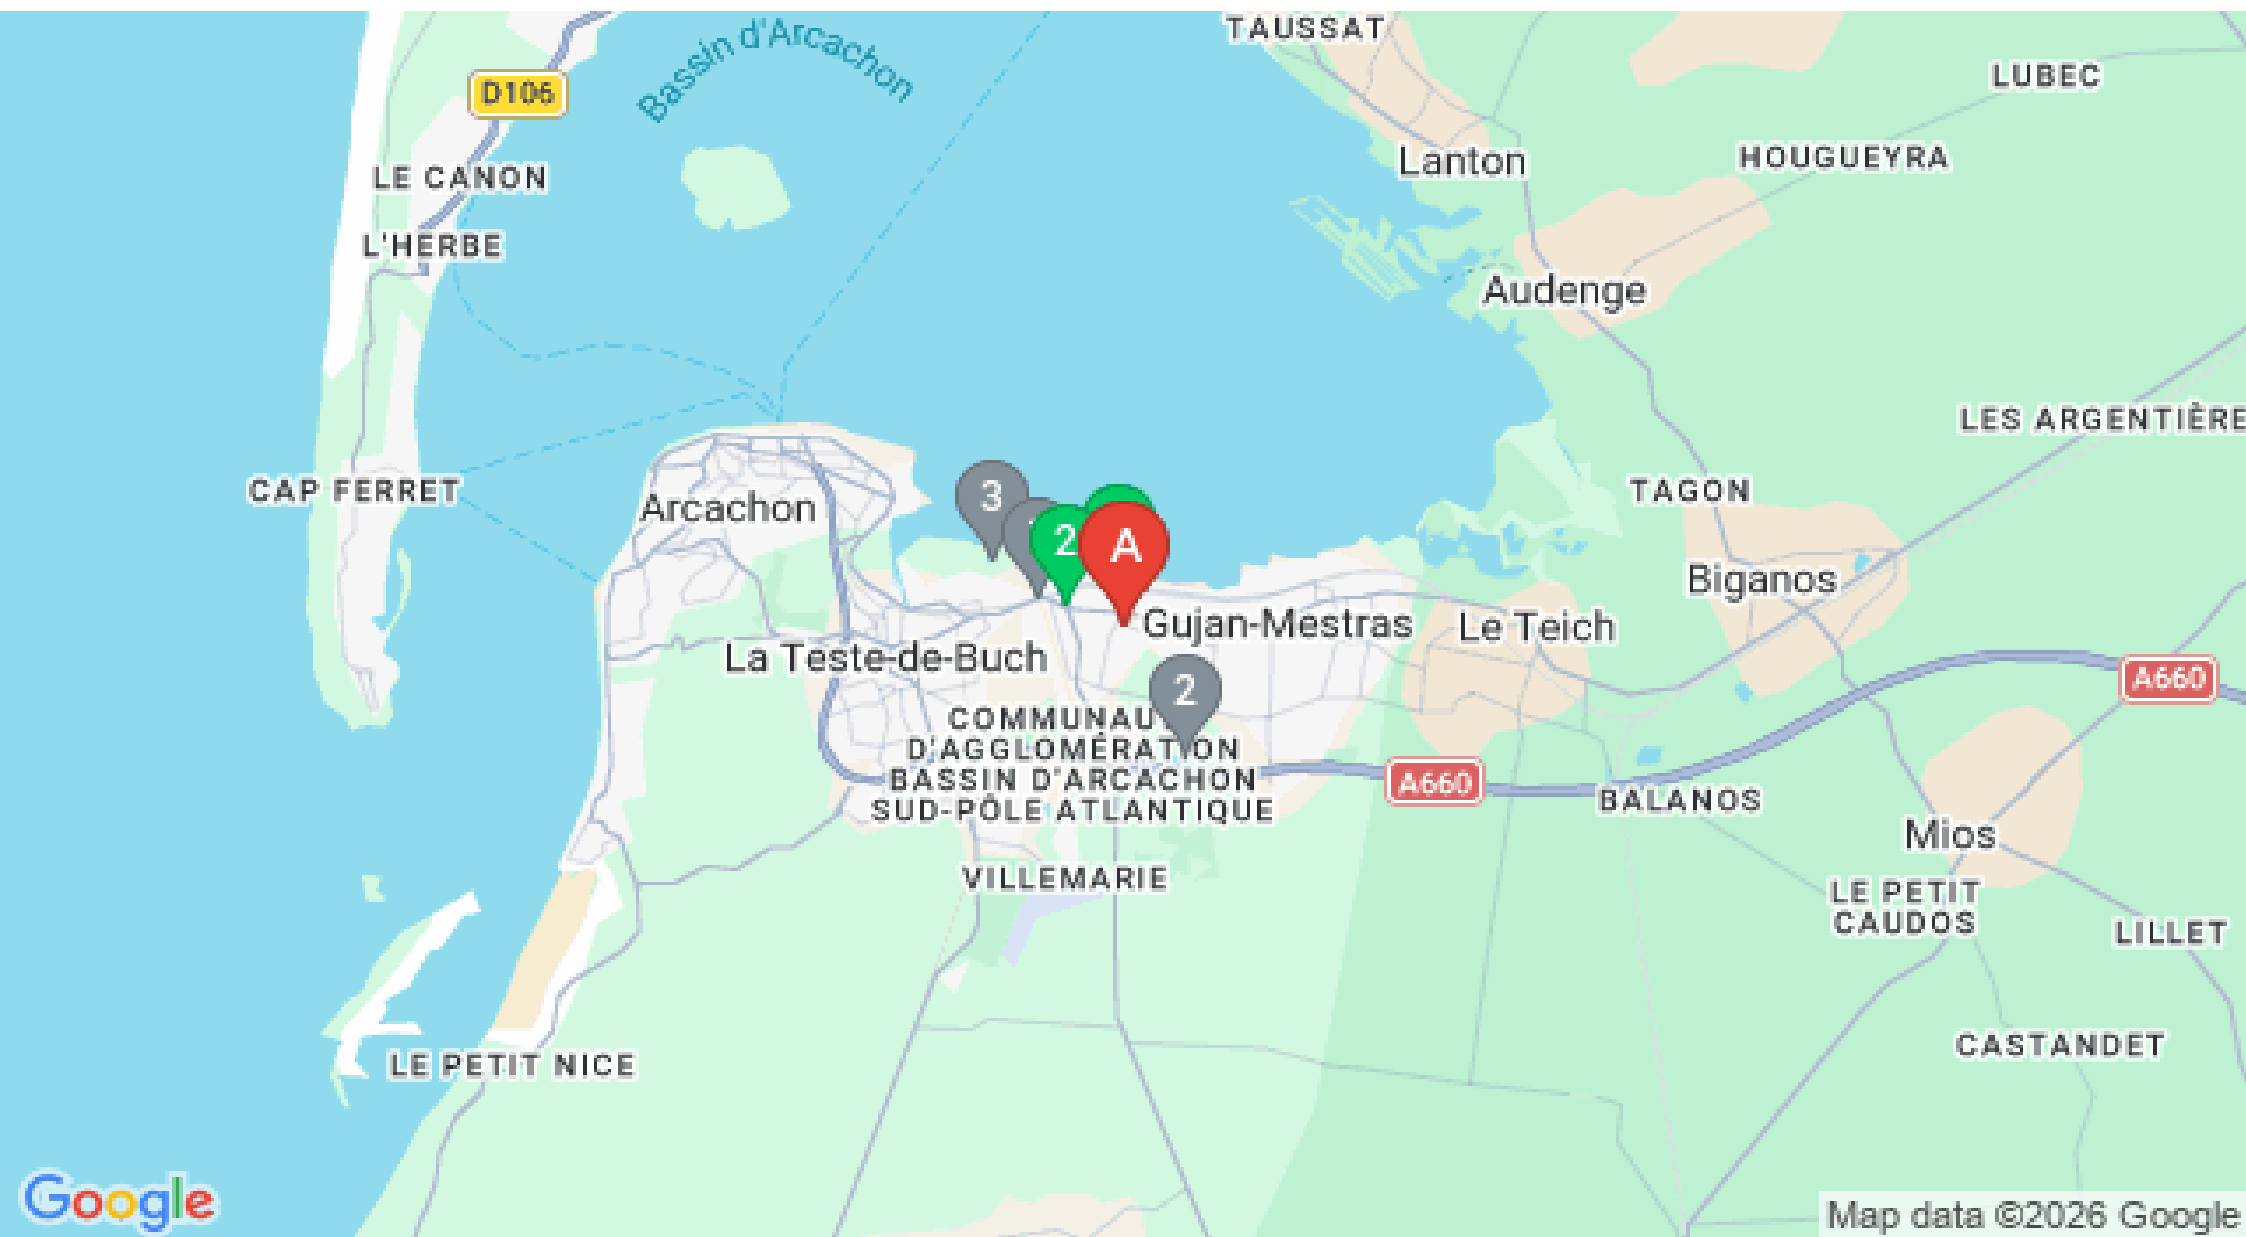 TAUSSAT
Bassin d'Arcachon
LUBEC
D106
HOUGUEYRA
Lanton
LE CANON
L'HERBE
Audenge
LES ARGENTIÈRE
CAP FERRET
TAGON
3
Arcachon
2
A
Biganos
Gujan-Mestras
Le Teich
La Teste-de-Buch
A660
2
COMMUNAU
D'AGGLOMÉRATION
BASSIN D'ARCACHON
SUD-PÔLE ATLANTIQUE
A660
BALANOS
Mios
VILLEMARIE
LE PETIT
CAUDOS
LILLET
CASTANDET
LE PETIT NICE
Google
Map data ©2026 Google